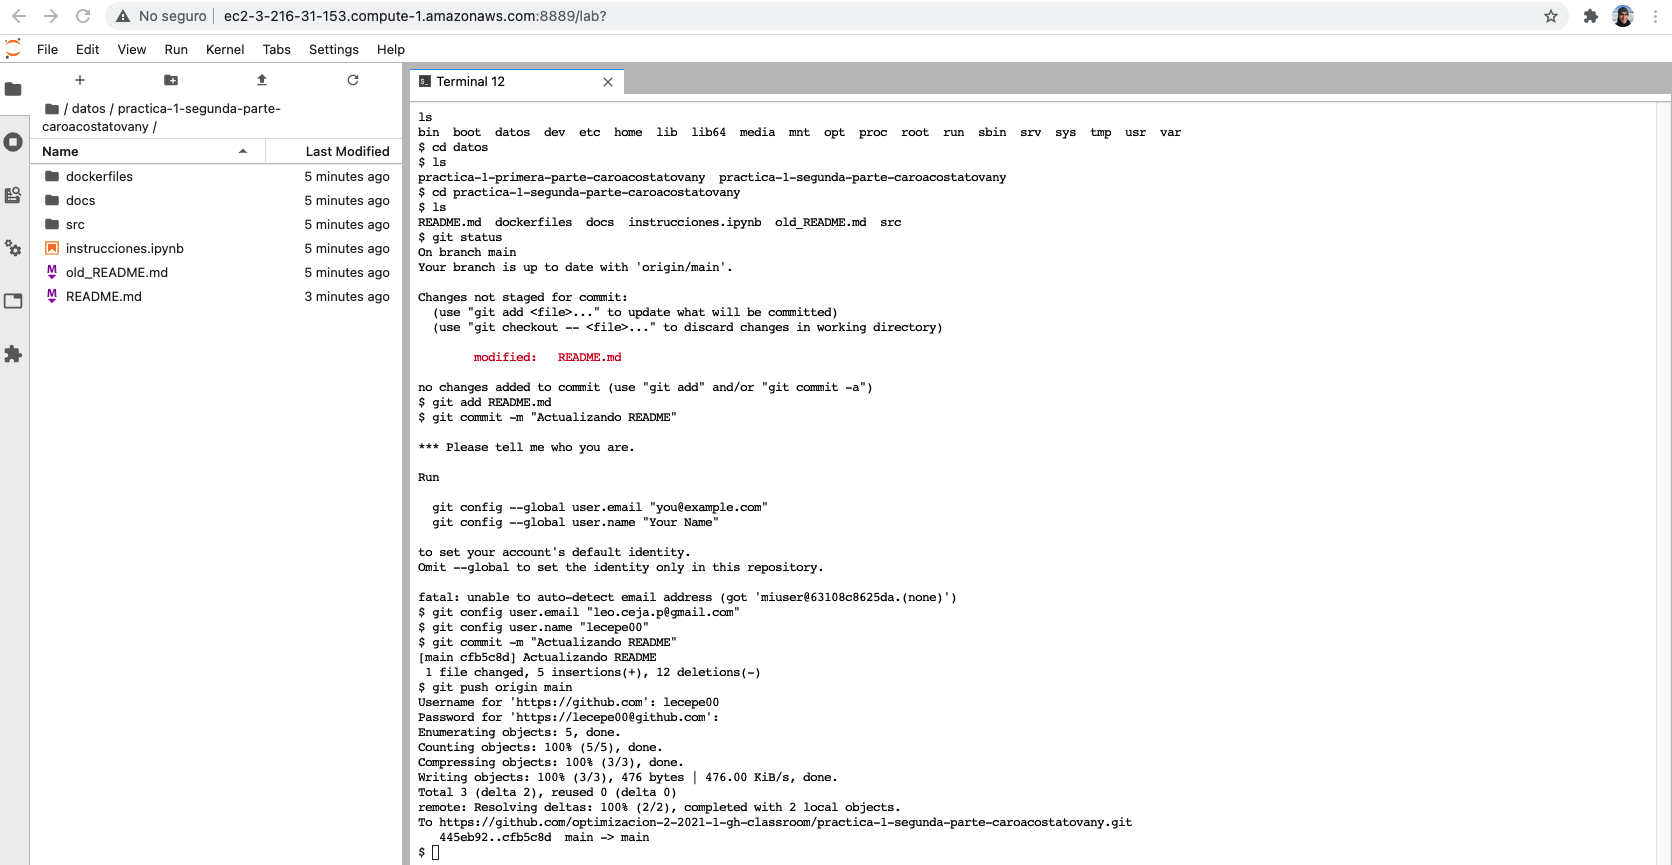 No seguro
ec2-3-216-31-153.compute-1.amazonaws.com:8889/lab?
File Edit View Run Kernel Tabs Settings Help
/ datos / practica-1-segunda-parte-
caroacostatovany /
Name Last Modified
dockerfiles 5 minutes ago
docs 5 minutes ago
src 5 minutes ago
instrucciones.ipynb 5 minutes ago
old_README.md 5 minutes ago
README.md 3 minutes ago
Terminal 12
ls
bin boot datos dev etc home lib lib64 media mnt opt proc root run sbin srv sys tmp usr var
$ cd datos
$ ls
practica-1-primera-parte-caroacostatovany practica-1-segunda-parte-caroacostatovany
$ cd practica-1-segunda-parte-caroacostatovany
$ ls
README.md dockerfiles docs instrucciones.ipynb old_README.md src
$ git status
On branch main
Your branch is up to date with 'origin/main'.
Changes not staged for commit:
(use "git add <file>..." to update what will be committed)
(use "git checkout -- <file>..." to discard changes in working directory)
modified: README.md
no changes added to commit (use "git add" and/or "git commit -a")
$ git add README.md
$ git commit -m "Actualizando README"
*** Please tell me who you are.
Run
git config --global user.email "you@example.com"
git config --global user.name "Your Name"
to set your account's default identity.
Omit --global to set the identity only in this repository.
fatal: unable to auto-detect email address (got 'miuser@63108c8625da.(none)')
$ git config user.email "leo.ceja.p@gmail.com"
$ git config user.name "lecepe00"
$ git commit -m "Actualizando README"
[main cfb5c8d] Actualizando README
1 file changed, 5 insertions(+), 12 deletions(-)
$ git push origin main
Username for 'https://github.com': lecepe00
Password for 'https://lecepe00@github.com':
Enumerating objects: 5, done.
Counting objects: 100% (5/5), done.
Compressing objects: 100% (3/3), done.
Writing objects: 100% (3/3), 476 bytes | 476.00 KiB/s, done.
Total 3 (delta 2), reused 0 (delta 0)
remote: Resolving deltas: 100% (2/2), completed with 2 local objects.
To https://github.com/optimizacion-2-2021-1-gh-classroom/practica-1-segunda-parte-caroacostatovany.git
445eb92..cfb5c8d main -> main
$